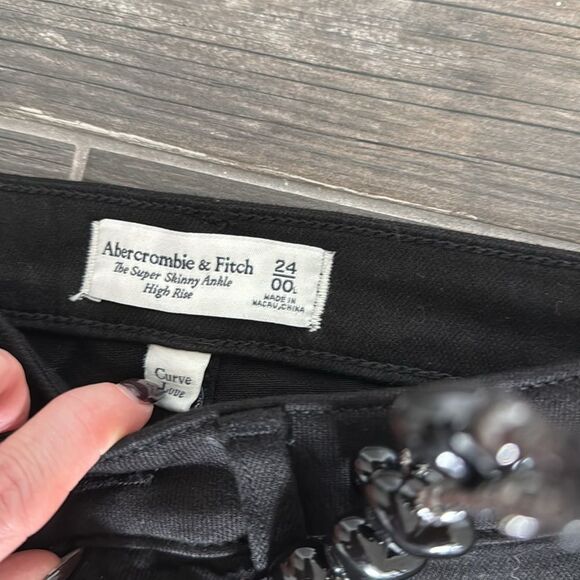 Abercrombie & Fitch
The Super Skinny Ankle
High Rise
24
00L
MADE IN
MACAU, CHINA
Curve
Love